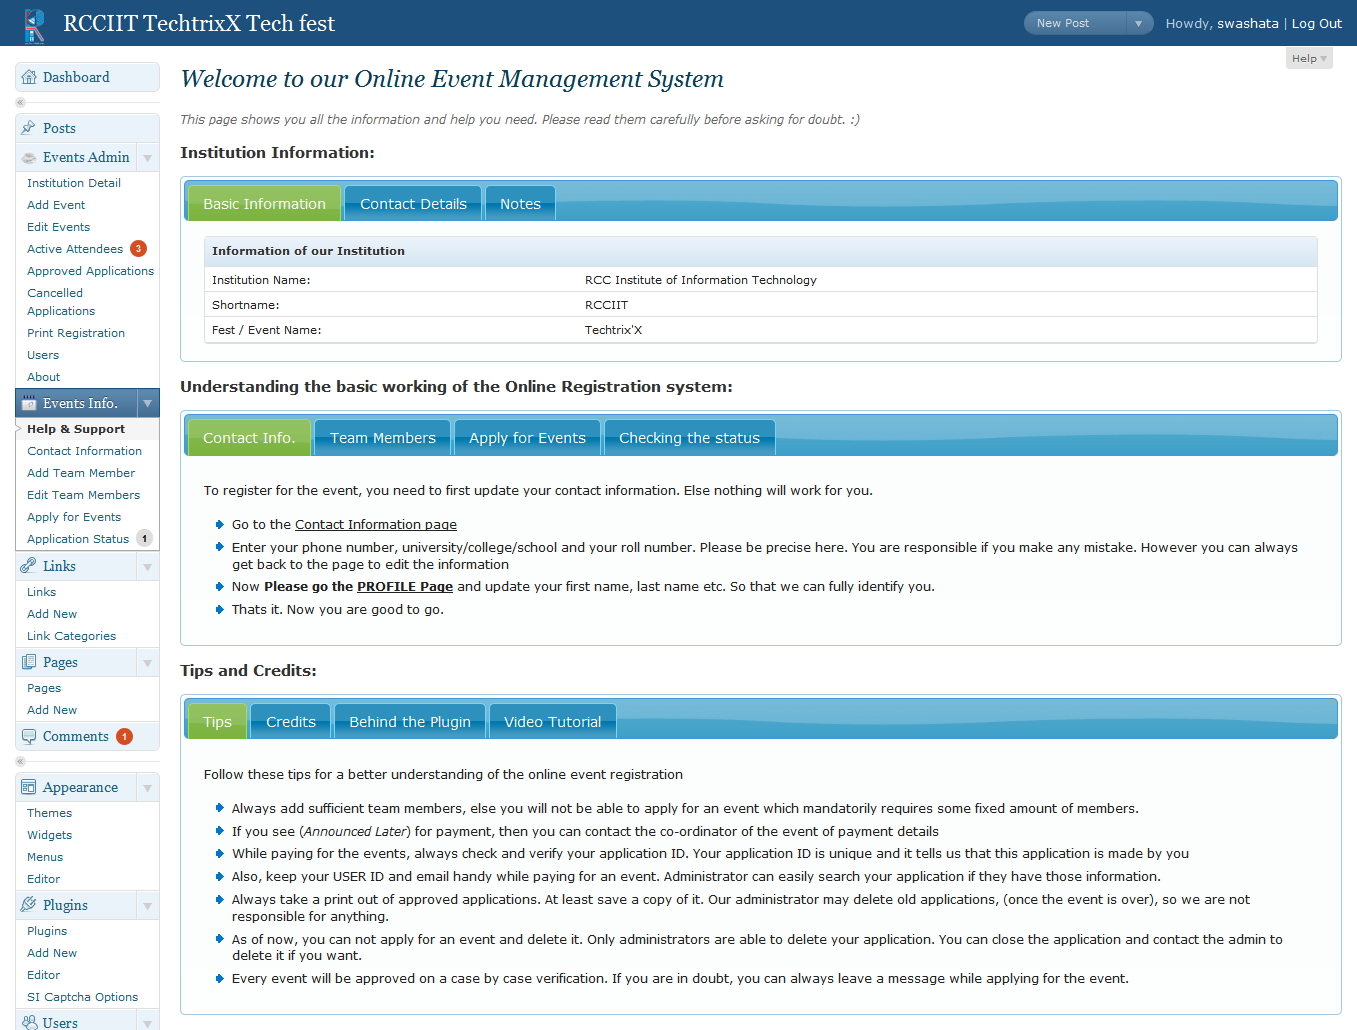 RCCIIT TechtrixX Tech fest
New Post
Howdy, swashata | Log Out
Help
Dashboard
Posts
Events Admin
Institution Detail
Add Event
Edit Events
Active Attendees 3
Approved Applications
Cancelled
Applications
Print Registration
Users
About
Events Info.
Help & Support
Contact Information
Add Team Member
Edit Team Members
Apply for Events
Application Status 1
Links
Links
Add New
Link Categories
Pages
Pages
Add New
Comments 1
Appearance
Themes
Widgets
Menus
Editor
Plugins
Plugins
Add New
Editor
SI Captcha Options
Users
Welcome to our Online Event Management System
This page shows you all the information and help you need. Please read them carefully before asking for doubt. :)
Institution Information:
Basic Information Contact Details Notes
Information of our Institution
Institution Name: RCC Institute of Information Technology
Shortname: RCCIIT
Fest / Event Name: Techtrix'X
Understanding the basic working of the Online Registration system:
Contact Info. Team Members Apply for Events Checking the status
To register for the event, you need to first update your contact information. Else nothing will work for you.
Go to the Contact Information page
Enter your phone number, university/college/school and your roll number. Please be precise here. You are responsible if you make any mistake. However you can always
get back to the page to edit the information
Now Please go the PROFILE Page and update your first name, last name etc. So that we can fully identify you.
Thats it. Now you are good to go.
Tips and Credits:
Tips Credits Behind the Plugin Video Tutorial
Follow these tips for a better understanding of the online event registration
Always add sufficient team members, else you will not be able to apply for an event which mandatorily requires some fixed amount of members.
If you see (Announced Later) for payment, then you can contact the co-ordinator of the event of payment details
While paying for the events, always check and verify your application ID. Your application ID is unique and it tells us that this application is made by you
Also, keep your USER ID and email handy while paying for an event. Administrator can easily search your application if they have those information.
Always take a print out of approved applications. At least save a copy of it. Our administrator may delete old applications, (once the event is over), so we are not
responsible for anything.
As of now, you can not apply for an event and delete it. Only administrators are able to delete your application. You can close the application and contact the admin to
delete it if you want.
Every event will be approved on a case by case verification. If you are in doubt, you can always leave a message while applying for the event.